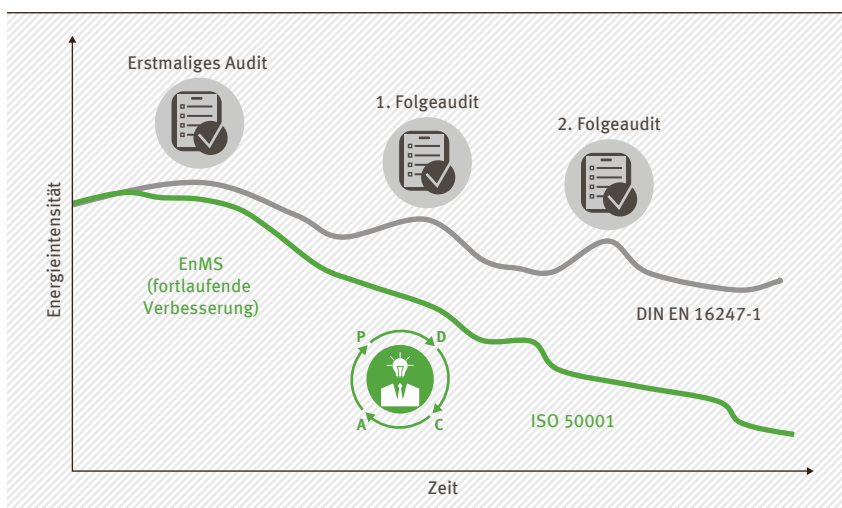 Erstmaliges Audit
1. Folgeaudit
2. Folgeaudit
Energieintensität
EnMS
(fortlaufende
Verbesserung)
DIN EN 16247-1
P
D
A
C
ISO 50001
Zeit